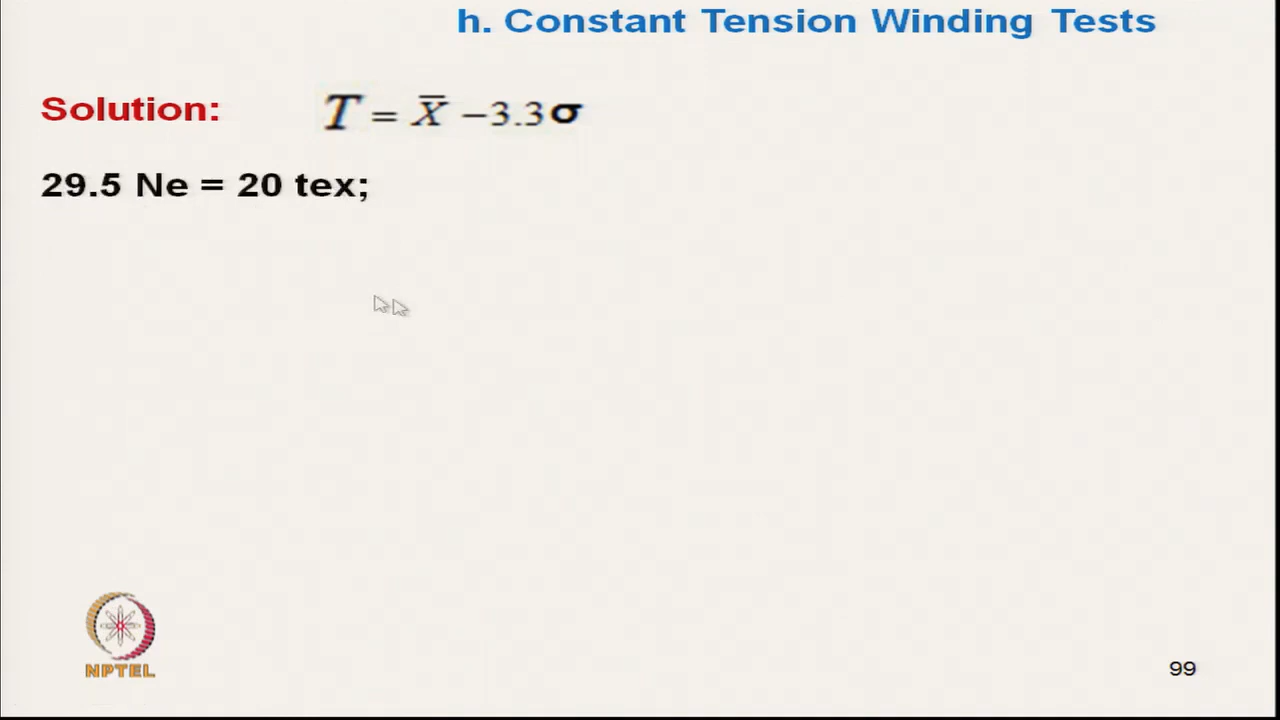 h. Constant Tension Winding Tests
Solution: T = X̅ −3.3σ
29.5 Ne = 20 tex;
NPTEL
99